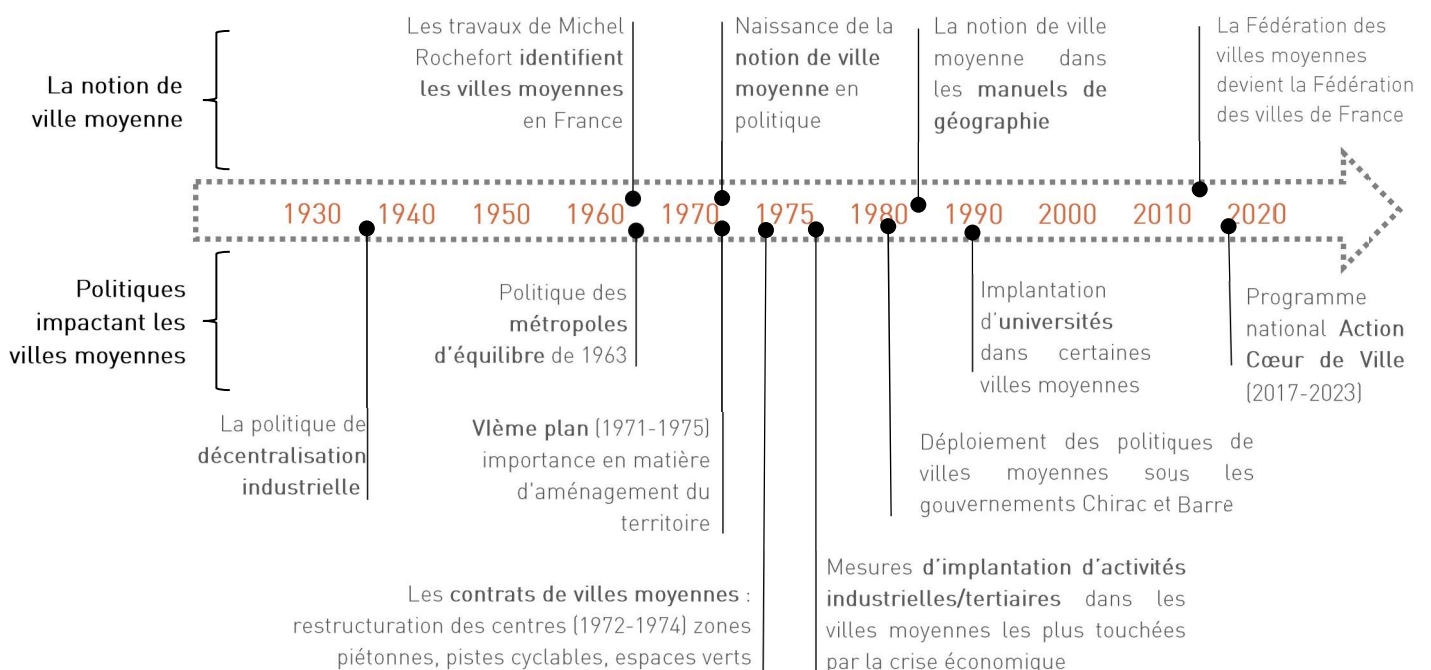 La notion de
ville moyenne
Les travaux de Michel
Rochefort identifient
les villes moyennes
en France
Naissance de la
notion de ville
moyenne en
politique
La notion de ville
moyenne dans
les manuels de
géographie
La Fédération des
villes moyennes
devient la Fédération
des villes de France
1930 1940 1950 1960 1970 1975 1980 1990 2000 2010 2020
Politiques
impactant les
villes moyennes
La politique de
décentralisation
industrielle
Politique des
métropoles
d'équilibre de 1963
VIème plan (1971-1975)
importance en matière
d'aménagement du
territoire
Les contrats de villes moyennes :
restructuration des centres (1972-1974) zones
piétonnes, pistes cyclables, espaces verts
Mesures d'implantation d'activités
industrielles/tertiaires dans les
villes moyennes les plus touchées
par la crise économique
Déploiement des politiques de
villes moyennes sous les
gouvernements Chirac et Barre
Implantation
d'universités
dans certaines
villes moyennes
Programme
national Action
Cœur de Ville
(2017-2023)